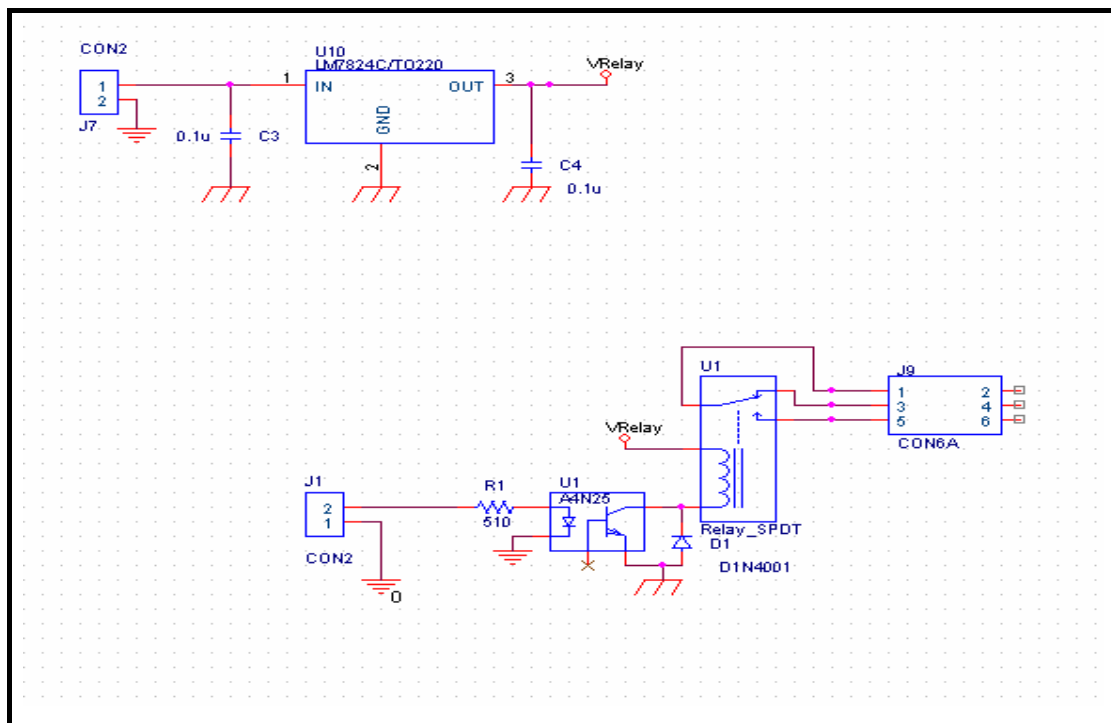 CON2
1
2
J7
0.1u
C3
U10
LM7824C/TO220
1
IN
OUT
3
GND
2
VRelay
C4
0.1u
J1
2
1
CON2
0
R1
510
U1
A4N25
VRelay
U1
Relay_SPDT
D1
D1N4001
J9
1 2
3 4
5 6
CON6A